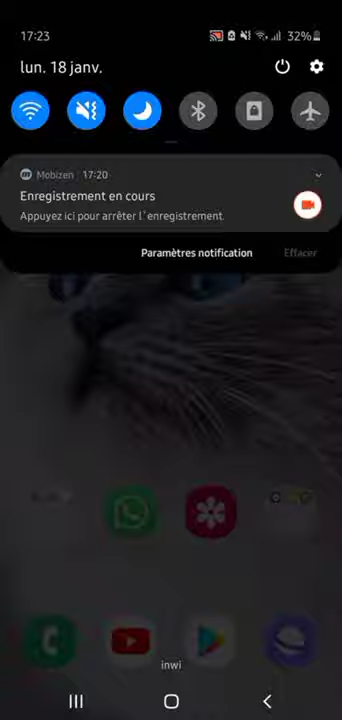 17:23
32%
lun. 18 janv.
Mobizen 17:20
Enregistrement en cours
Appuyez ici pour arrêter l`enregistrement.
Paramètres notification
Effacer
inwi